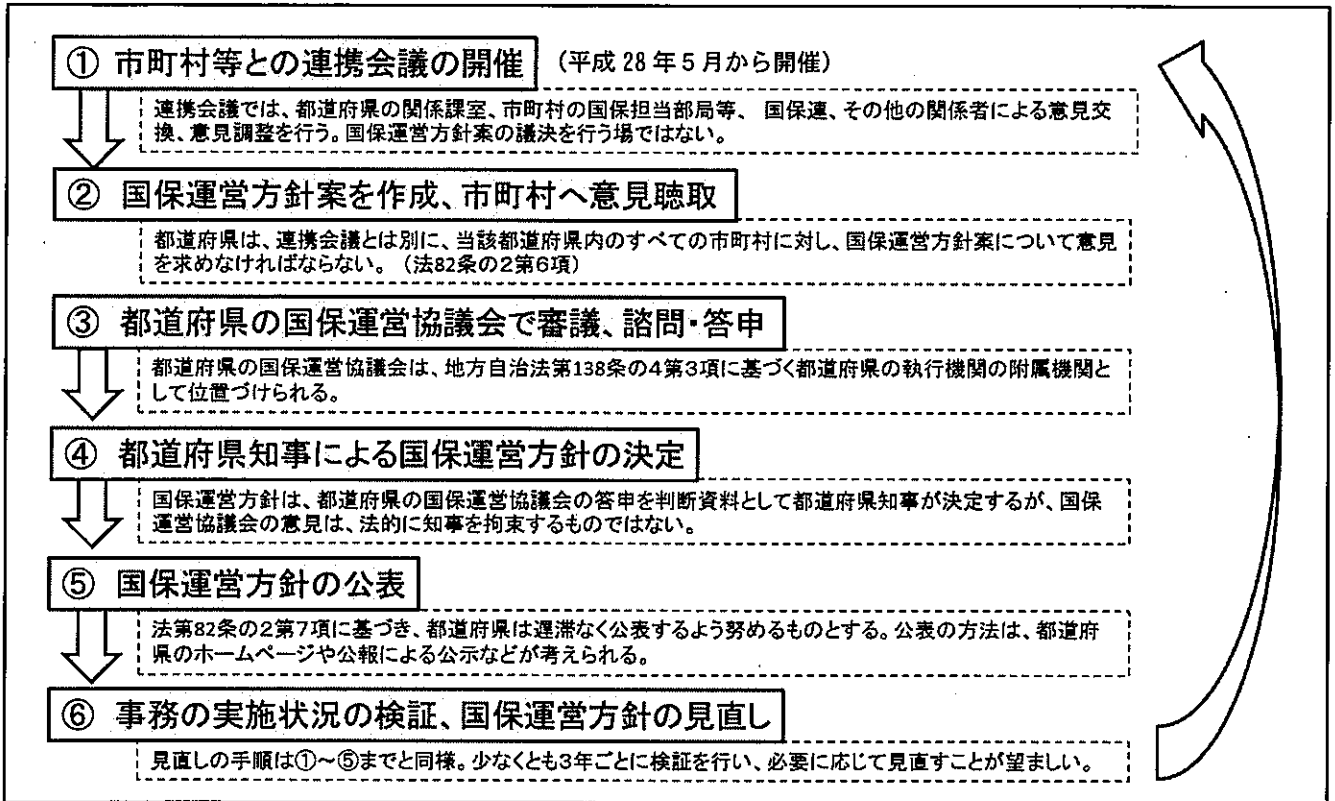 ① 市町村等との連携会議の開催 (平成28年5月から開催)
連携会議では、都道府県の関係課室、市町村の国保担当部局等、 国保連、その他の関係者による意見交
換、意見調整を行う。国保運営方針案の議決を行う場ではない。
② 国保運営方針案を作成、市町村へ意見聴取
都道府県は、連携会議とは別に、当該都道府県内のすべての市町村に対し、国保運営方針案について意見
を求めなければならない。(法82条の2第6項)
③ 都道府県の国保運営協議会で審議、諮問・答申
都道府県の国保運営協議会は、地方自治法第138条の4第3項に基づく都道府県の執行機関の附属機関と
して位置づけられる。
④ 都道府県知事による国保運営方針の決定
国保運営方針は、都道府県の国保運営協議会の答申を判断資料として都道府県知事が決定するが、国保
運営協議会の意見は、法的に知事を拘束するものではない。
⑤ 国保運営方針の公表
法第82条の2第7項に基づき、都道府県は遅滞なく公表するよう努めるものとする。公表の方法は、都道府
県のホームページや公報による公示などが考えられる。
⑥ 事務の実施状況の検証、国保運営方針の見直し
見直しの手順は①~⑤までと同様。少なくとも3年ごとに検証を行い、必要に応じて見直すことが望ましい。